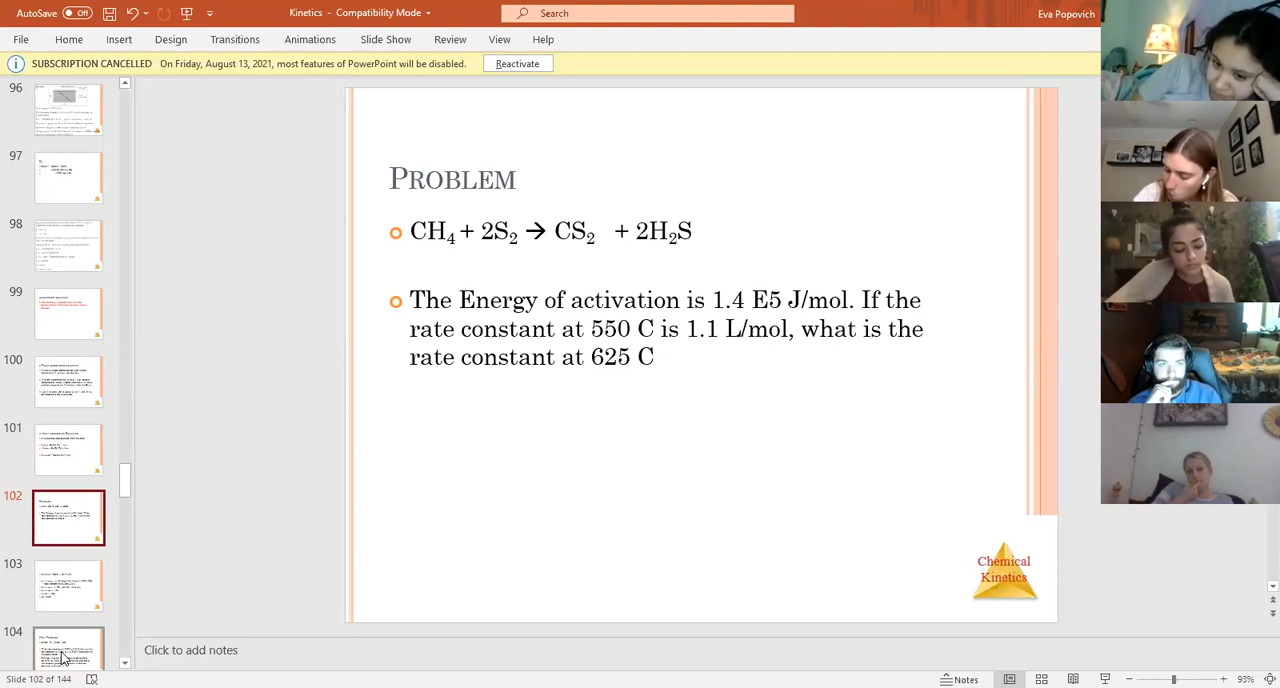 AutoSave Off Kinetics - Compatibility Mode Search Eva Popovich
File Home Insert Design Transitions Animations Slide Show Review View Help
SUBSCRIPTION CANCELLED On Friday, August 13, 2021, most features of PowerPoint will be disabled. Reactivate
96
97
98
99
100
101
102
103
104
PROBLEM
CH4 + 2S2 → CS2 + 2H2S
The Energy of activation is 1.4 E5 J/mol. If the
rate constant at 550 C is 1.1 L/mol, what is the
rate constant at 625 C
Chemical
Kinetics
Click to add notes
Slide 102 of 144 Notes 93%